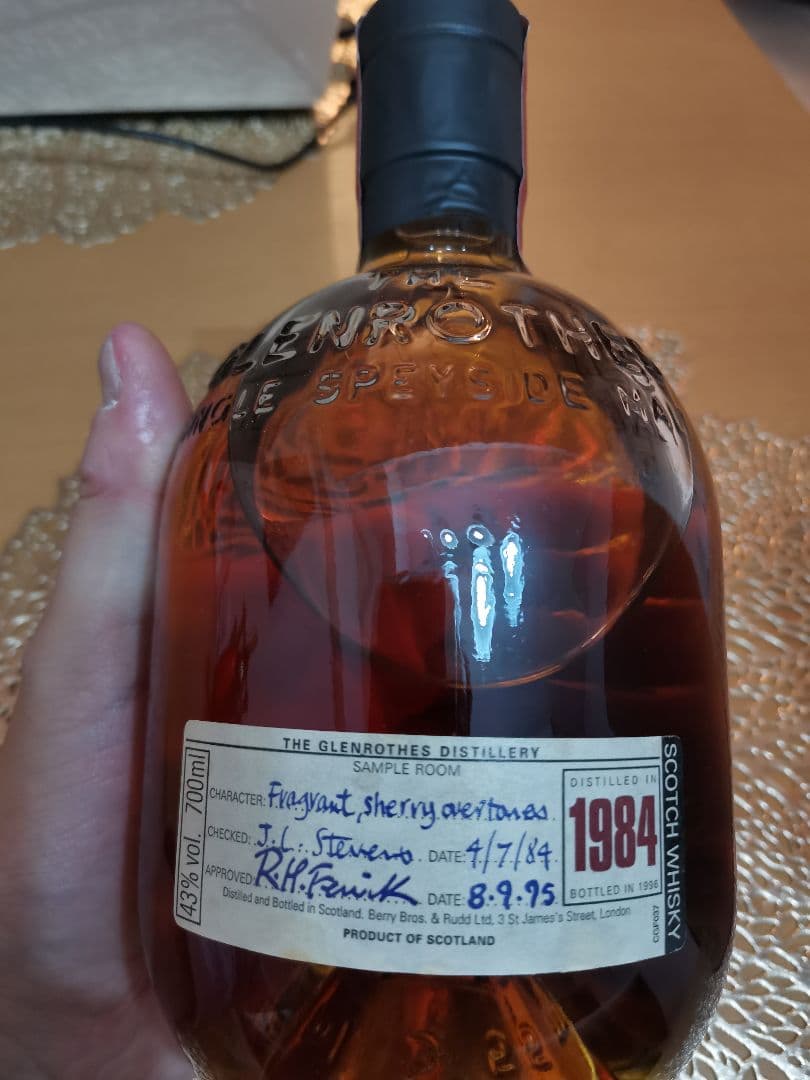 THE
GLENROTHES
SINGLE SPEYSIDE MALT
THE GLENROTHES DISTILLERY
SAMPLE ROOM
43% vol. 700ml
CHARACTER: Fragrant, sherry overtones
CHECKED: J.L. Stevens DATE: 4/7/84
APPROVED: R.H.Fenwick DATE: 8.9.95
Distilled and Bottled in Scotland. Berry Bros. & Rudd Ltd, 3 St James's Street, London
PRODUCT OF SCOTLAND
DISTILLED IN
1984
BOTTLED IN 1996
SCOTCH WHISKY
CGF037